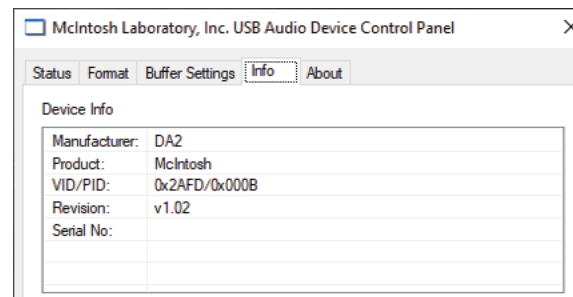 McIntosh Laboratory, Inc. USB Audio Device Control Panel
Status Format Buffer Settings Info About
Device Info
Manufacturer: DA2
Product: McIntosh
VID/PID: 0x2AFD/0x000B
Revision: v1.02
Serial No: